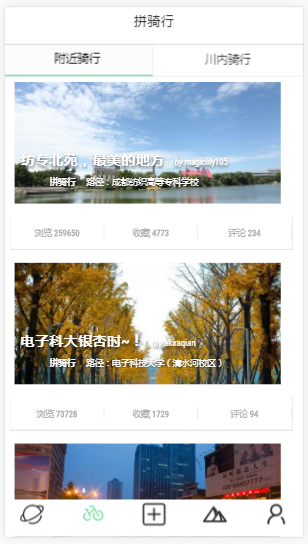 拼骑行
附近骑行 川内骑行
纺专北苑，最美的地方 /by magiclily105
拼骑行 路径：成都纺织高等专科学校
浏览 259650 收藏 4773 评论 234
电子科大银杏时~！ /by akiraqian
拼骑行 路径：电子科技大学（清水河校区）
浏览 73728 收藏 1729 评论 94